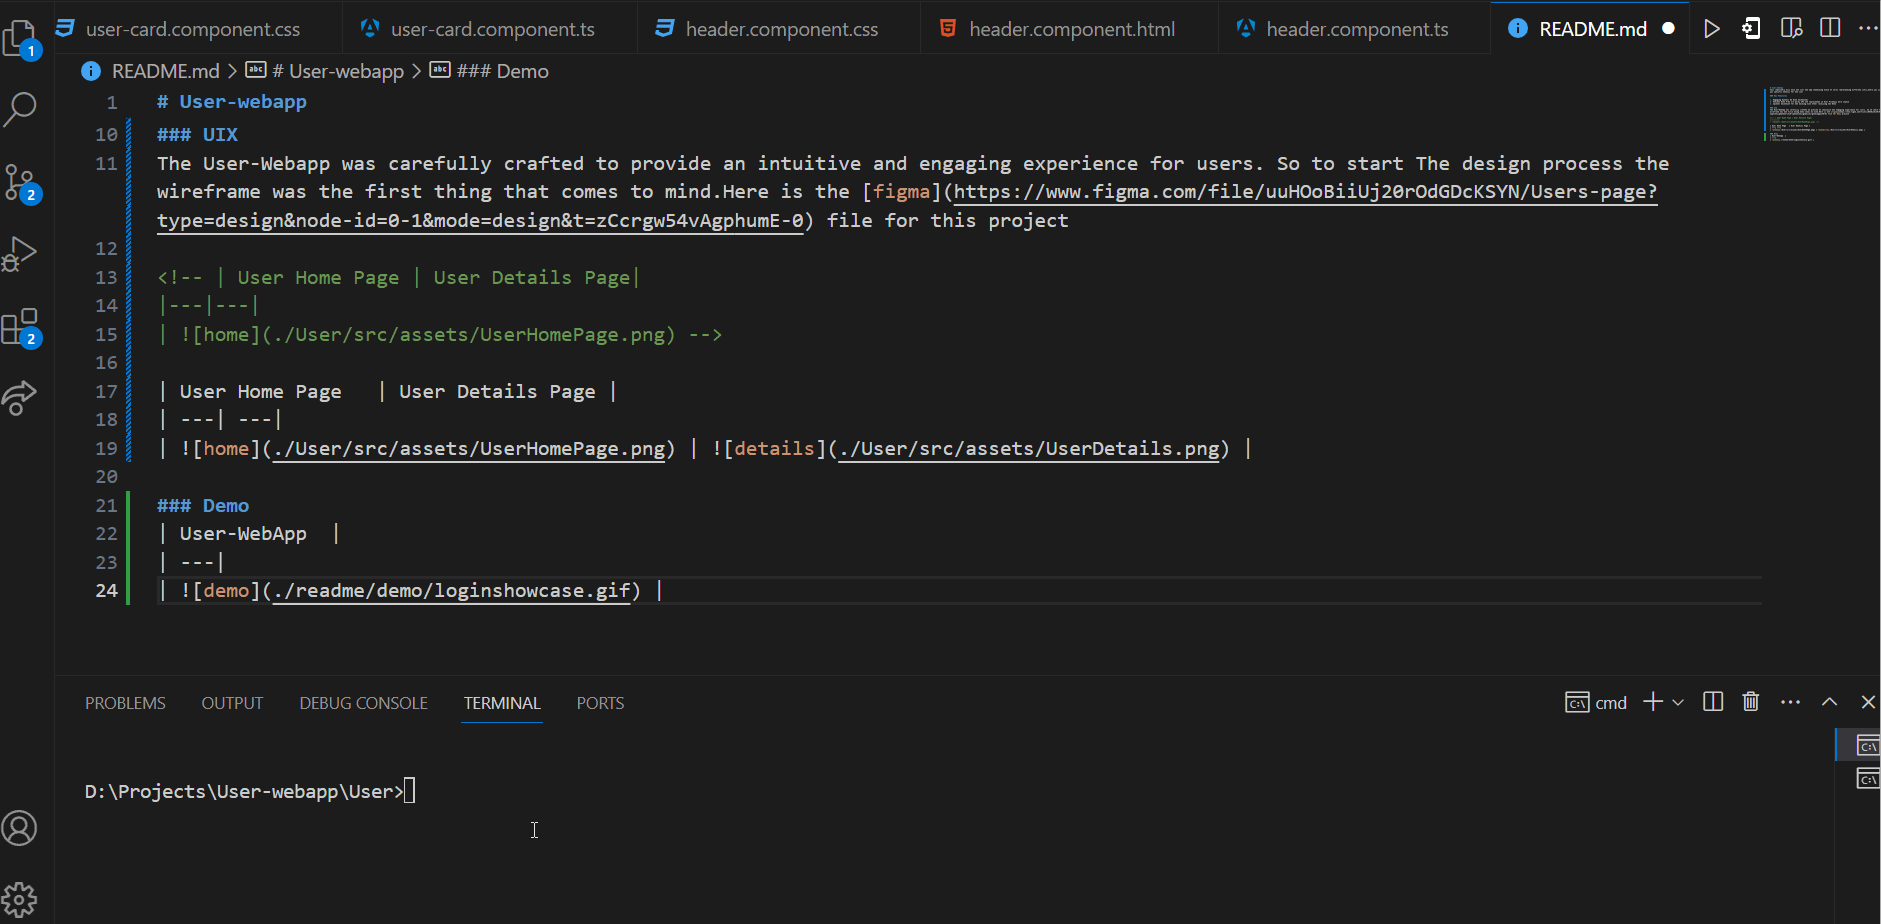 user-card.component.css user-card.component.ts header.component.css header.component.html header.component.ts README.md
1
README.md > # User-webapp > ### Demo
1 # User-webapp
10 ### UIX
11 The User-Webapp was carefully crafted to provide an intuitive and engaging experience for users. So to start The design process the
wireframe was the first thing that comes to mind.Here is the [figma](https://www.figma.com/file/uuHOoBiiUj20rOdGDcKSYN/Users-page?
2
type=design&node-id=0-1&mode=design&t=zCcrgw54vAgphumE-0) file for this project
12
13 <!-- | User Home Page | User Details Page|
14 |---|---|
15 | ![home](./User/src/assets/UserHomePage.png) -->
2
16
17 | User Home Page | User Details Page |
18 | ---| ---|
19 | ![home](./User/src/assets/UserHomePage.png) | ![details](./User/src/assets/UserDetails.png) |
20
21 ### Demo
22 | User-WebApp |
23 | ---|
24 | ![demo](./readme/demo/loginshowcase.gif) |
PROBLEMS OUTPUT DEBUG CONSOLE TERMINAL PORTS cmd
D:\Projects\User-webapp\User>